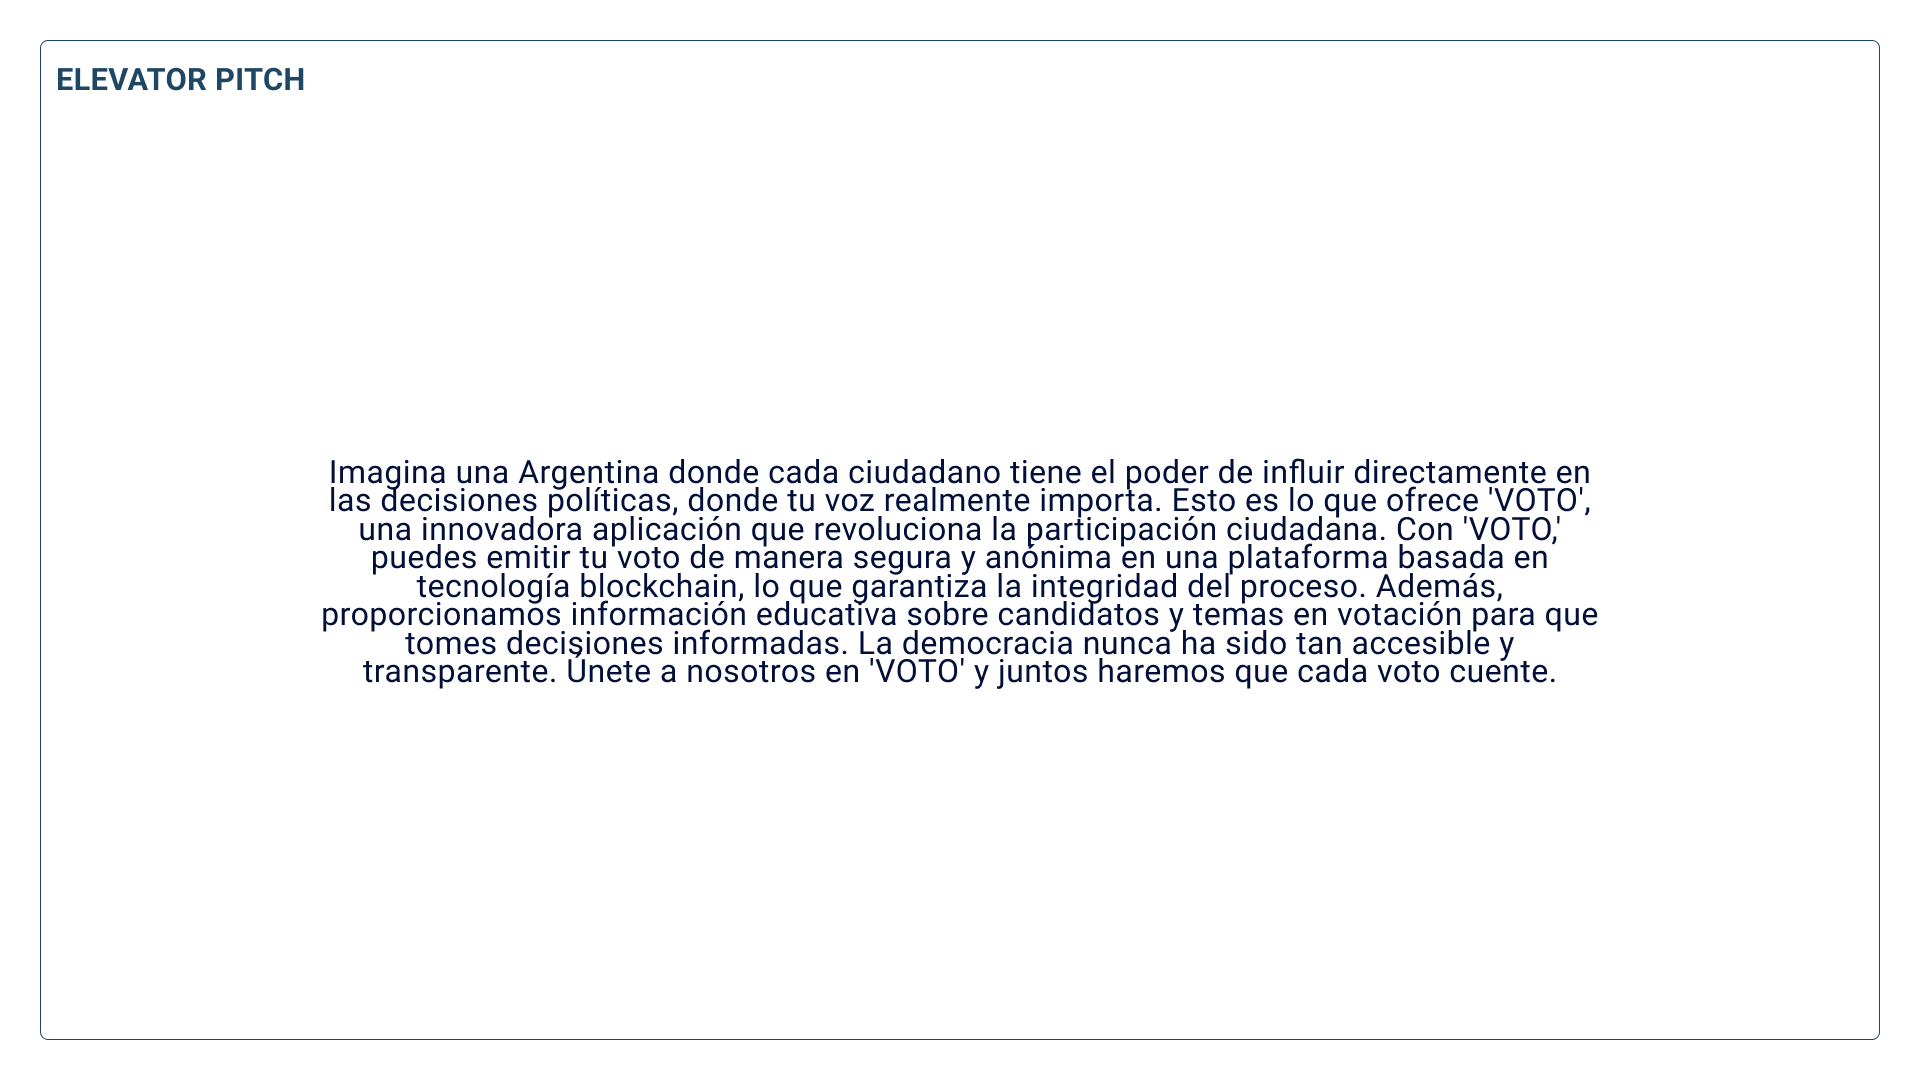 ELEVATOR PITCH
Imagina una Argentina donde cada ciudadano tiene el poder de influir directamente en
las decisiones políticas, donde tu voz realmente importa. Esto es lo que ofrece 'VOTO',
una innovadora aplicación que revoluciona la participación ciudadana. Con 'VOTO,'
puedes emitir tu voto de manera segura y anónima en una plataforma basada en
tecnología blockchain, lo que garantiza la integridad del proceso. Además,
proporcionamos información educativa sobre candidatos y temas en votación para que
tomes decisiones informadas. La democracia nunca ha sido tan accesible y
transparente. Únete a nosotros en 'VOTO' y juntos haremos que cada voto cuente.